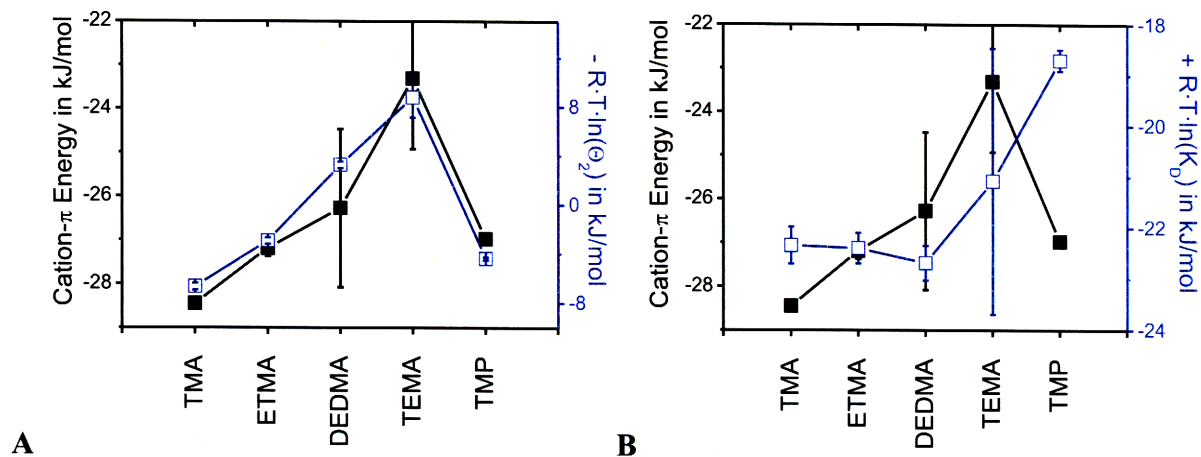 -22
-24
-26
-28
Cation-π Energy in kJ/mol
8
0
-8
- R·T·ln(Θ₂) in kJ/mol
TMA
ETMA
DEDMA
TEMA
TMP
A
-22
-24
-26
-28
Cation-π Energy in kJ/mol
-18
-20
-22
-24
+ R·T·ln(K_D) in kJ/mol
TMA
ETMA
DEDMA
TEMA
TMP
B